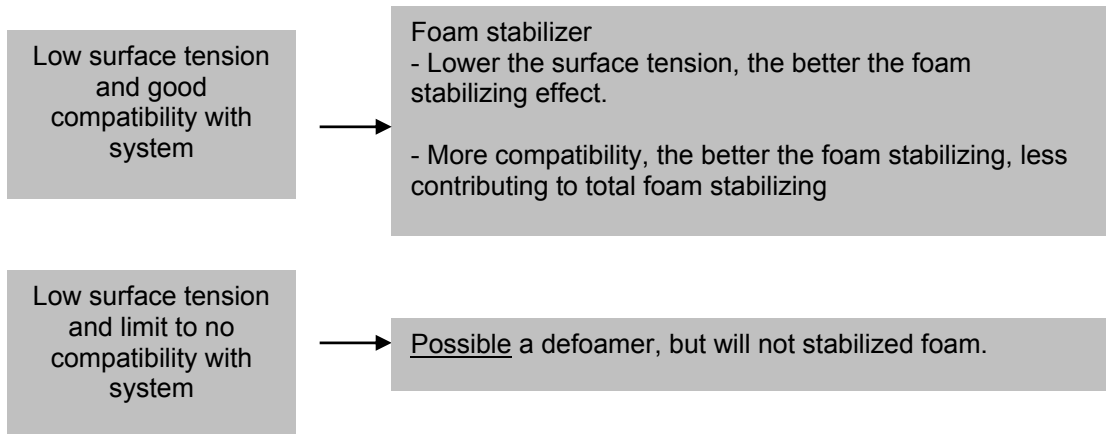 Low surface tension
and good
compatibility with
system
Foam stabilizer
- Lower the surface tension, the better the foam
stabilizing effect.
- More compatibility, the better the foam stabilizing, less
contributing to total foam stabilizing
Low surface tension
and limit to no
compatibility with
system
Possible a defoamer, but will not stabilized foam.